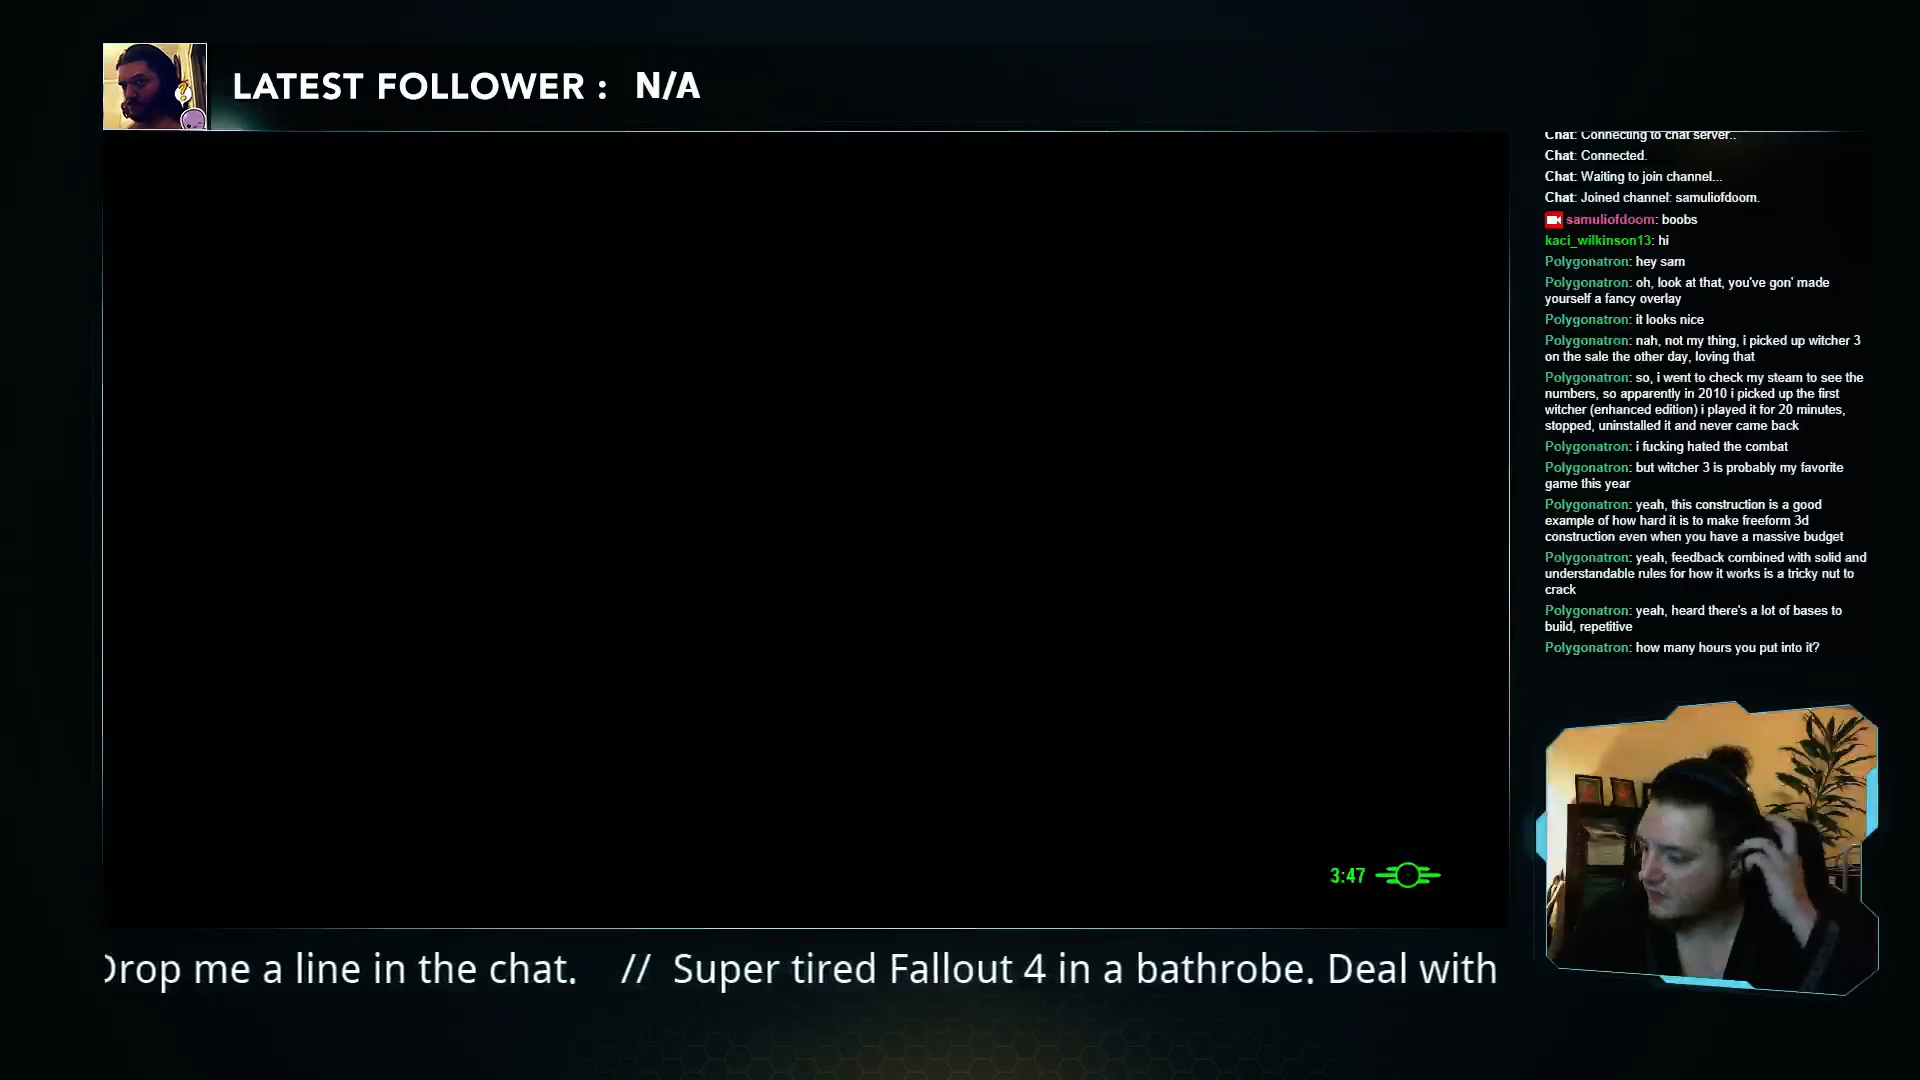 LATEST FOLLOWER : N/A
Chat: Connecting to chat server..
Chat: Connected.
Chat: Waiting to join channel...
Chat: Joined channel: samuliofdoom.
samuliofdoom: boobs
kaci_wilkinson13: hi
Polygonatron: hey sam
Polygonatron: oh, look at that, you've gon' made
yourself a fancy overlay
Polygonatron: it looks nice
Polygonatron: nah, not my thing, i picked up witcher 3
on the sale the other day, loving that
Polygonatron: so, i went to check my steam to see the
numbers, so apparently in 2010 i picked up the first
witcher (enhanced edition) i played it for 20 minutes,
stopped, uninstalled it and never came back
Polygonatron: i fucking hated the combat
Polygonatron: but witcher 3 is probably my favorite
game this year
Polygonatron: yeah, this construction is a good
example of how hard it is to make freeform 3d
construction even when you have a massive budget
Polygonatron: yeah, feedback combined with solid and
understandable rules for how it works is a tricky nut to
crack
Polygonatron: yeah, heard there's a lot of bases to
build, repetitive
Polygonatron: how many hours you put into it?
3:47
Drop me a line in the chat. // Super tired Fallout 4 in a bathrobe. Deal with